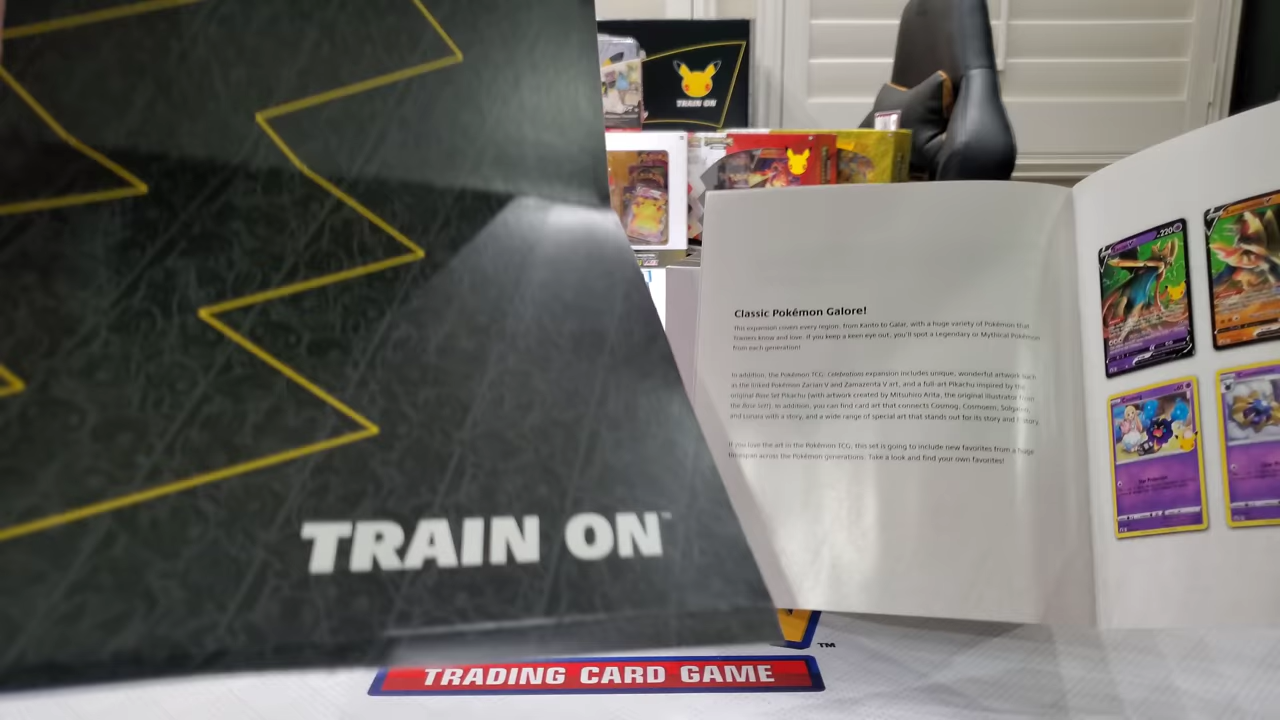 TRAIN ON
TRAIN ON™
Classic Pokémon Galore!
This expansion covers every region, from Kanto to Galar, with a huge variety of Pokémon that
Trainers know and love. If you keep a keen eye out, you'll spot a Legendary or Mythical Pokémon
from each generation!
In addition, the Pokémon TCG: Celebrations expansion includes unique, wonderful artwork such
as the linked Pokémon Zacian V and Zamazenta V art, and a full-art Pikachu inspired by the
original Base Set Pikachu (with artwork created by Mitsuhiro Arita, the original illustrator from
the Base Set). In addition, you can find card art that connects Cosmog, Cosmoem, Solgaleo,
and Lunala with a story, and a wide range of special art that stands out for its story and history.
If you love the art in the Pokémon TCG, this set is going to include new favorites from a huge
timespan across the Pokémon generations. Take a look and find your own favorites!
220
Cosmog
60
TM
TRADING CARD GAME